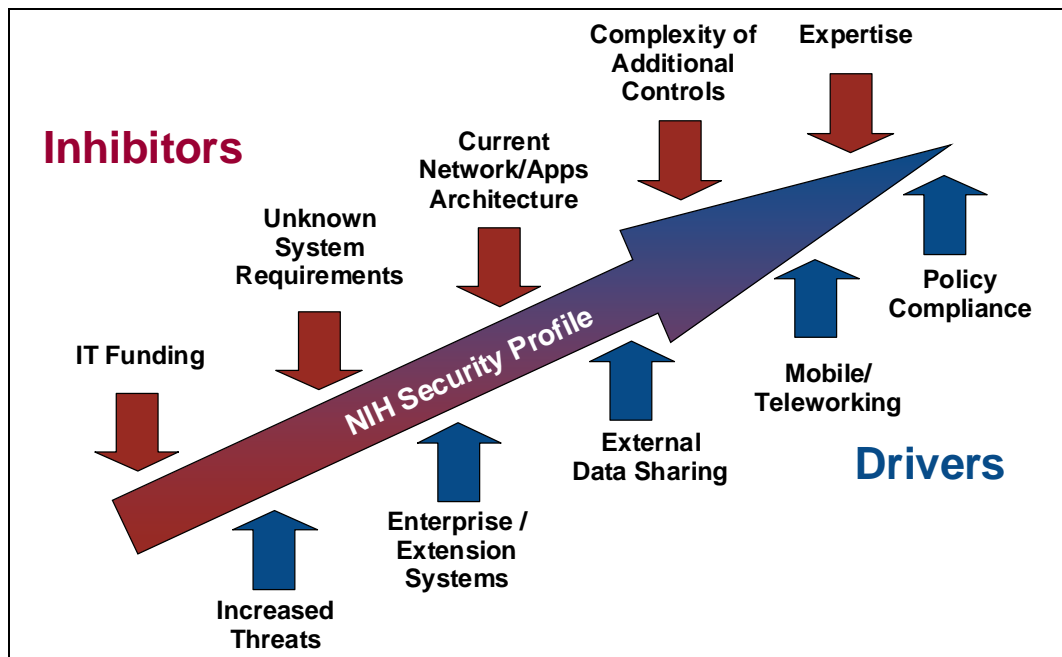 Complexity of
Additional
Controls
Expertise
Inhibitors
Current
Network/Apps
Architecture
Unknown
System
Requirements
IT Funding
NIH Security Profile
Policy
Compliance
Mobile/
Teleworking
External
Data Sharing
Drivers
Enterprise /
Extension
Systems
Increased
Threats